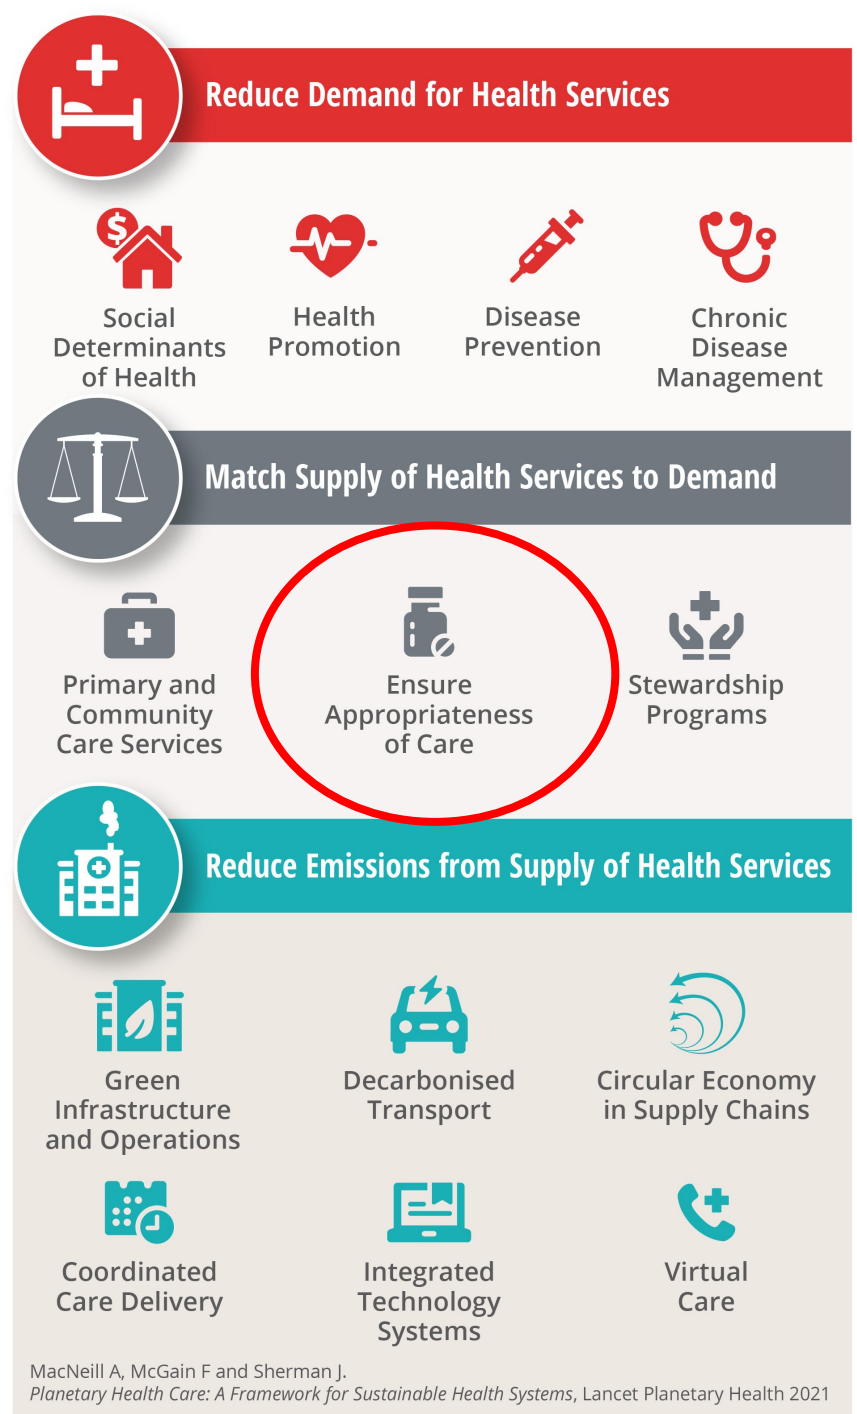 Reduce Demand for Health Services
$
Social
Determinants
of Health
Health
Promotion
Disease
Prevention
Chronic
Disease
Management
Match Supply of Health Services to Demand
Primary and
Community
Care Services
Ensure
Appropriateness
of Care
Stewardship
Programs
Reduce Emissions from Supply of Health Services
Green
Infrastructure
and Operations
Decarbonised
Transport
Circular Economy
in Supply Chains
Coordinated
Care Delivery
Integrated
Technology
Systems
Virtual
Care
MacNeill A, McGain F and Sherman J.
Planetary Health Care: A Framework for Sustainable Health Systems, Lancet Planetary Health 2021